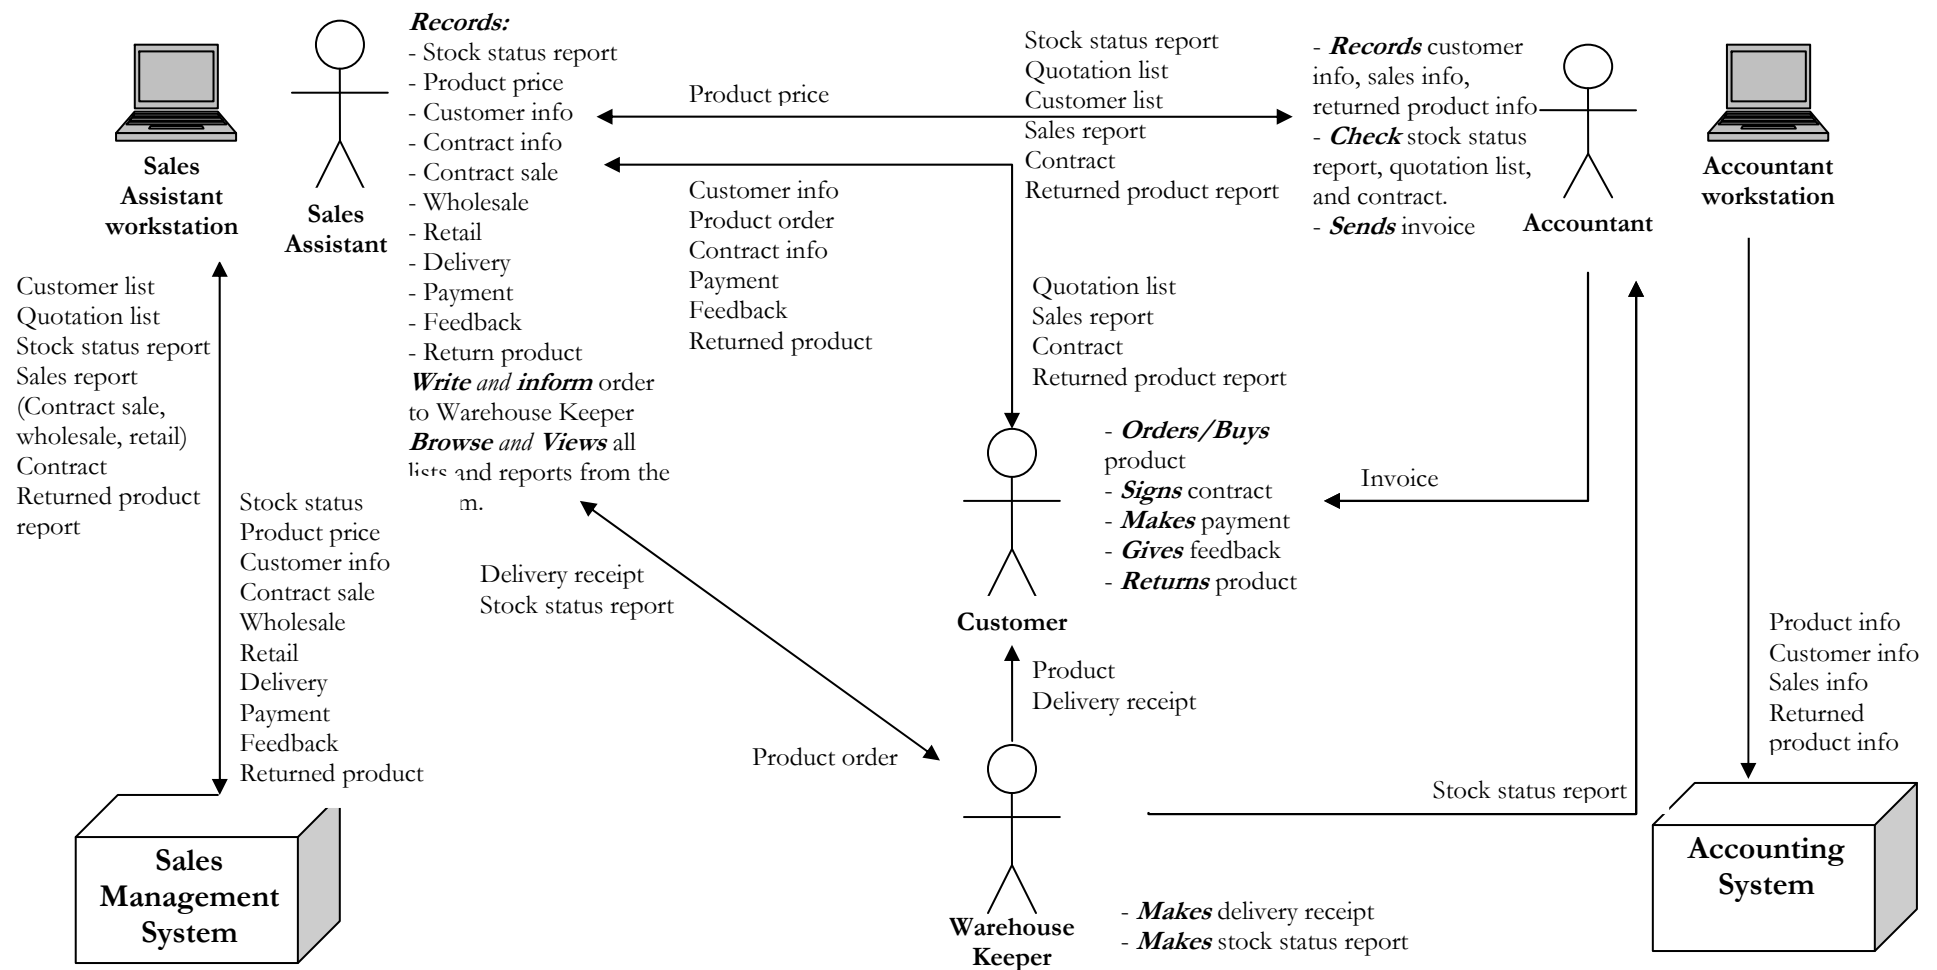 Sales
Assistant
workstation
Sales
Assistant
Records:
- Stock status report
- Product price
- Customer info
- Contract info
- Contract sale
- Wholesale
- Retail
- Delivery
- Payment
- Feedback
- Return product
Write and inform order
to Warehouse Keeper
Browse and Views all
lists and reports from the
m.
Product price
Stock status report
Quotation list
Customer list
Sales report
Contract
Returned product report
- Records customer
info, sales info,
returned product info
- Check stock status
report, quotation list,
and contract.
- Sends invoice
Accountant
Accountant
workstation
Customer info
Product order
Contract info
Payment
Feedback
Returned product
Quotation list
Sales report
Contract
Returned product report
Customer list
Quotation list
Stock status report
Sales report
(Contract sale,
wholesale, retail)
Contract
Returned product
report
Stock status
Product price
Customer info
Contract sale
Wholesale
Retail
Delivery
Payment
Feedback
Returned product
Delivery receipt
Stock status report
Product order
- Orders/Buys
product
- Signs contract
- Makes payment
- Gives feedback
- Returns product
Customer
Invoice
Product
Delivery receipt
Product info
Customer info
Sales info
Returned
product info
Stock status report
Sales
Management
System
Warehouse
Keeper
- Makes delivery receipt
- Makes stock status report
Accounting
System